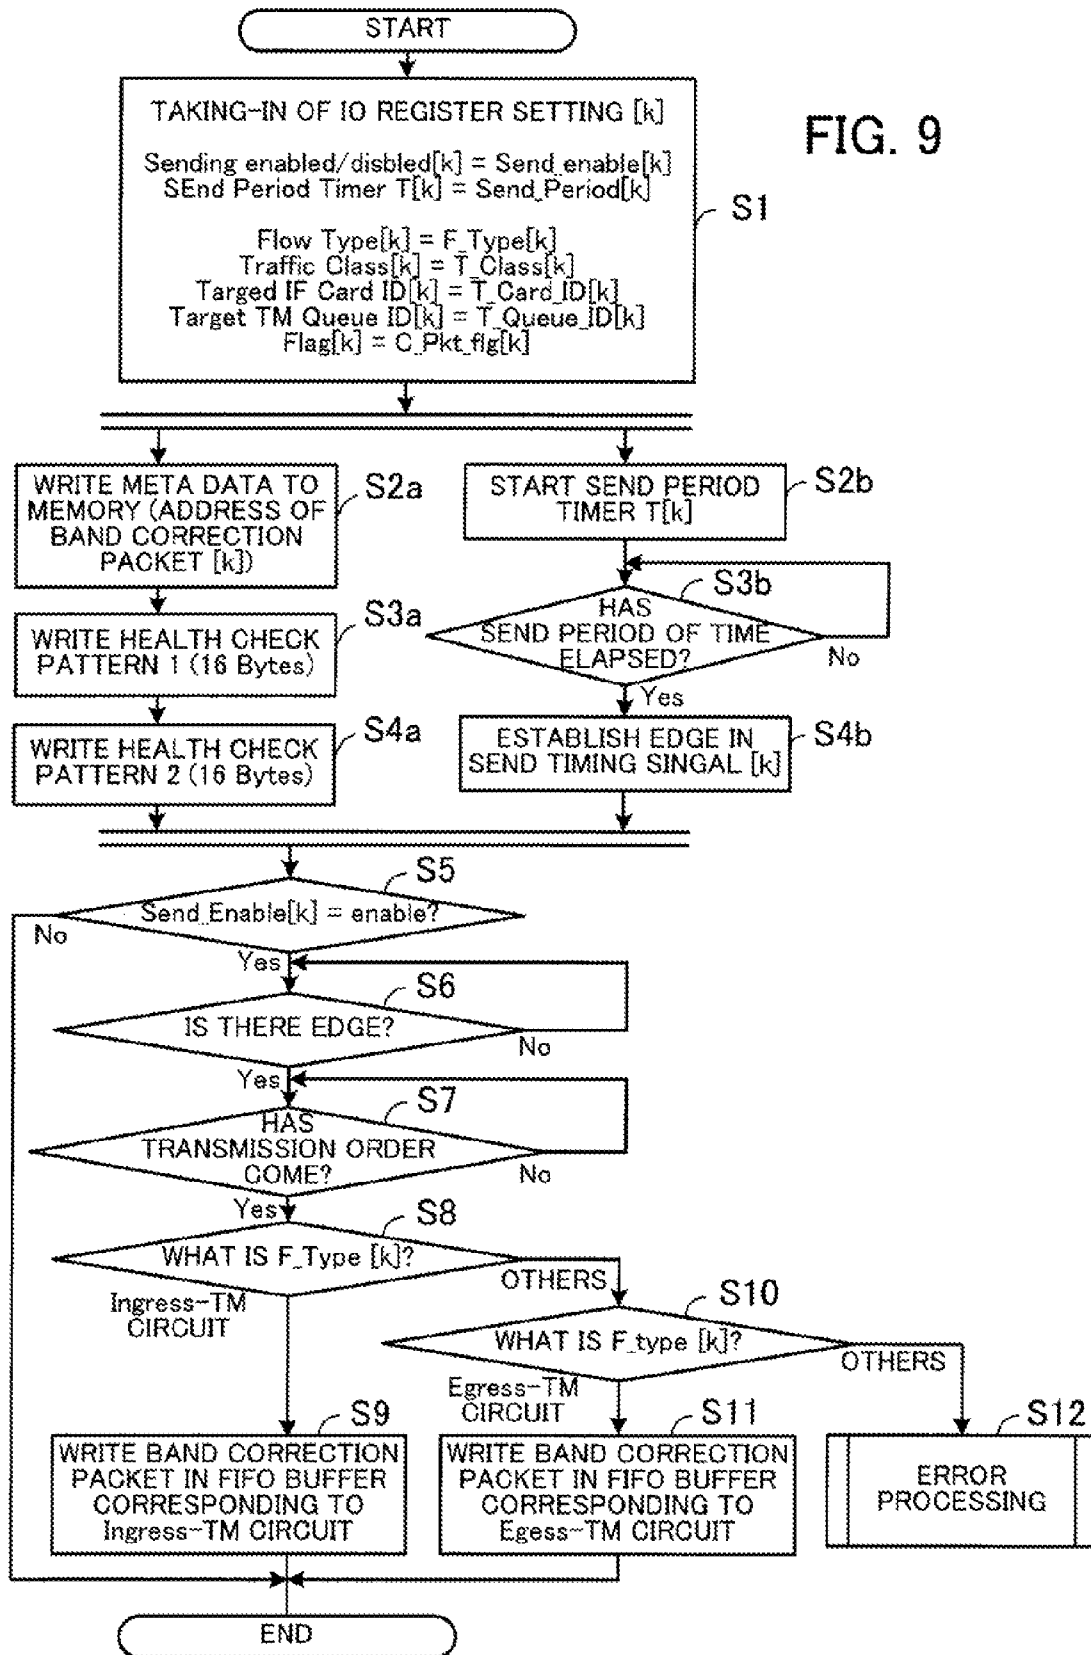 START
FIG. 9
TAKING-IN OF IO REGISTER SETTING [k]
Sending enabled/disbled[k] = Send_enable[k]
SEnd Period Timer T[k] = Send_Period[k]
Flow Type[k] = F_Type[k]
Traffic Class[k] = T_Class[k]
Targed IF Card ID[k] = T_Card_ID[k]
Target TM Queue ID[k] = T_Queue_ID[k]
Flag[k] = C_Pkt_flg[k]
S1
WRITE META DATA TO
MEMORY (ADDRESS OF
BAND CORRECTION
PACKET [k])
S2a
START SEND PERIOD
TIMER T[k]
S2b
WRITE HEALTH CHECK
PATTERN 1 (16 Bytes)
S3a
HAS
SEND PERIOD OF TIME
ELAPSED?
S3b
No
Yes
WRITE HEALTH CHECK
PATTERN 2 (16 Bytes)
S4a
ESTABLISH EDGE IN
SEND TIMING SINGAL [k]
S4b
S5
Send_Enable[k] = enable?
No
Yes
S6
IS THERE EDGE?
No
Yes
S7
HAS
TRANSMISSION ORDER
COME?
No
Yes
S8
WHAT IS F_Type [k]?
OTHERS
Ingress-TM
CIRCUIT
S10
WHAT IS F_type [k]?
OTHERS
Egress-TM
CIRCUIT
S9
WRITE BAND CORRECTION
PACKET IN FIFO BUFFER
CORRESPONDING TO
Ingress-TM CIRCUIT
S11
WRITE BAND CORRECTION
PACKET IN FIFO BUFFER
CORRESPONDING TO
Egess-TM CIRCUIT
S12
ERROR
PROCESSING
END